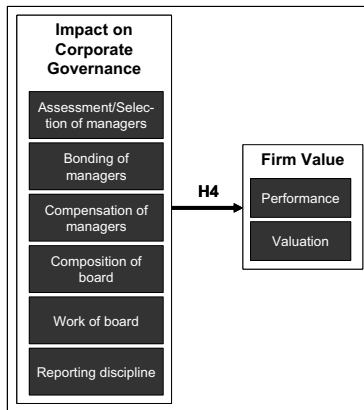 Impact on
Corporate
Governance
Assessment/Selec-
tion of managers
Bonding of
managers
Compensation of
managers
Composition of
board
Work of board
Reporting discipline
H4
Firm Value
Performance
Valuation